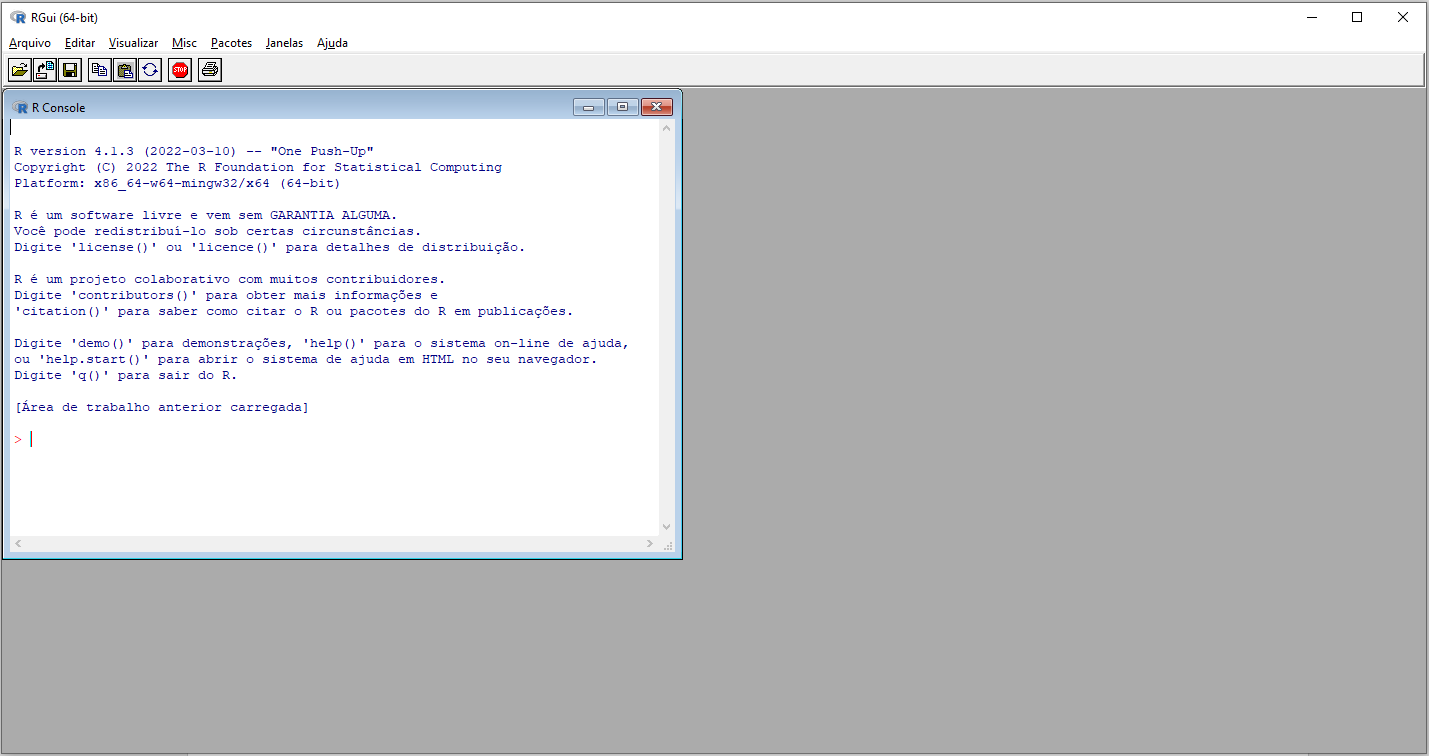 RGui (64-bit)
Arquivo Editar Visualizar Misc Pacotes Janelas Ajuda
STOP
R Console
R version 4.1.3 (2022-03-10) -- "One Push-Up"
Copyright (C) 2022 The R Foundation for Statistical Computing
Platform: x86_64-w64-mingw32/x64 (64-bit)
R é um software livre e vem sem GARANTIA ALGUMA.
Você pode redistribuí-lo sob certas circunstâncias.
Digite 'license()' ou 'licence()' para detalhes de distribuição.
R é um projeto colaborativo com muitos contribuidores.
Digite 'contributors()' para obter mais informações e
'citation()' para saber como citar o R ou pacotes do R em publicações.
Digite 'demo()' para demonstrações, 'help()' para o sistema on-line de ajuda,
ou 'help.start()' para abrir o sistema de ajuda em HTML no seu navegador.
Digite 'q()' para sair do R.
[Área de trabalho anterior carregada]
>